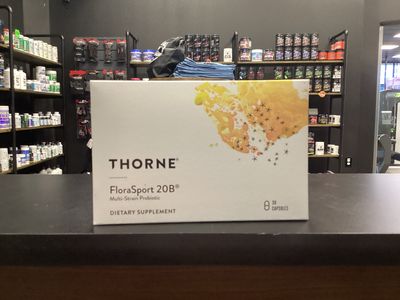 THORNE®
FloraSport 20B®
Multi-Strain Probiotic
DIETARY SUPPLEMENT
30
CAPSULES